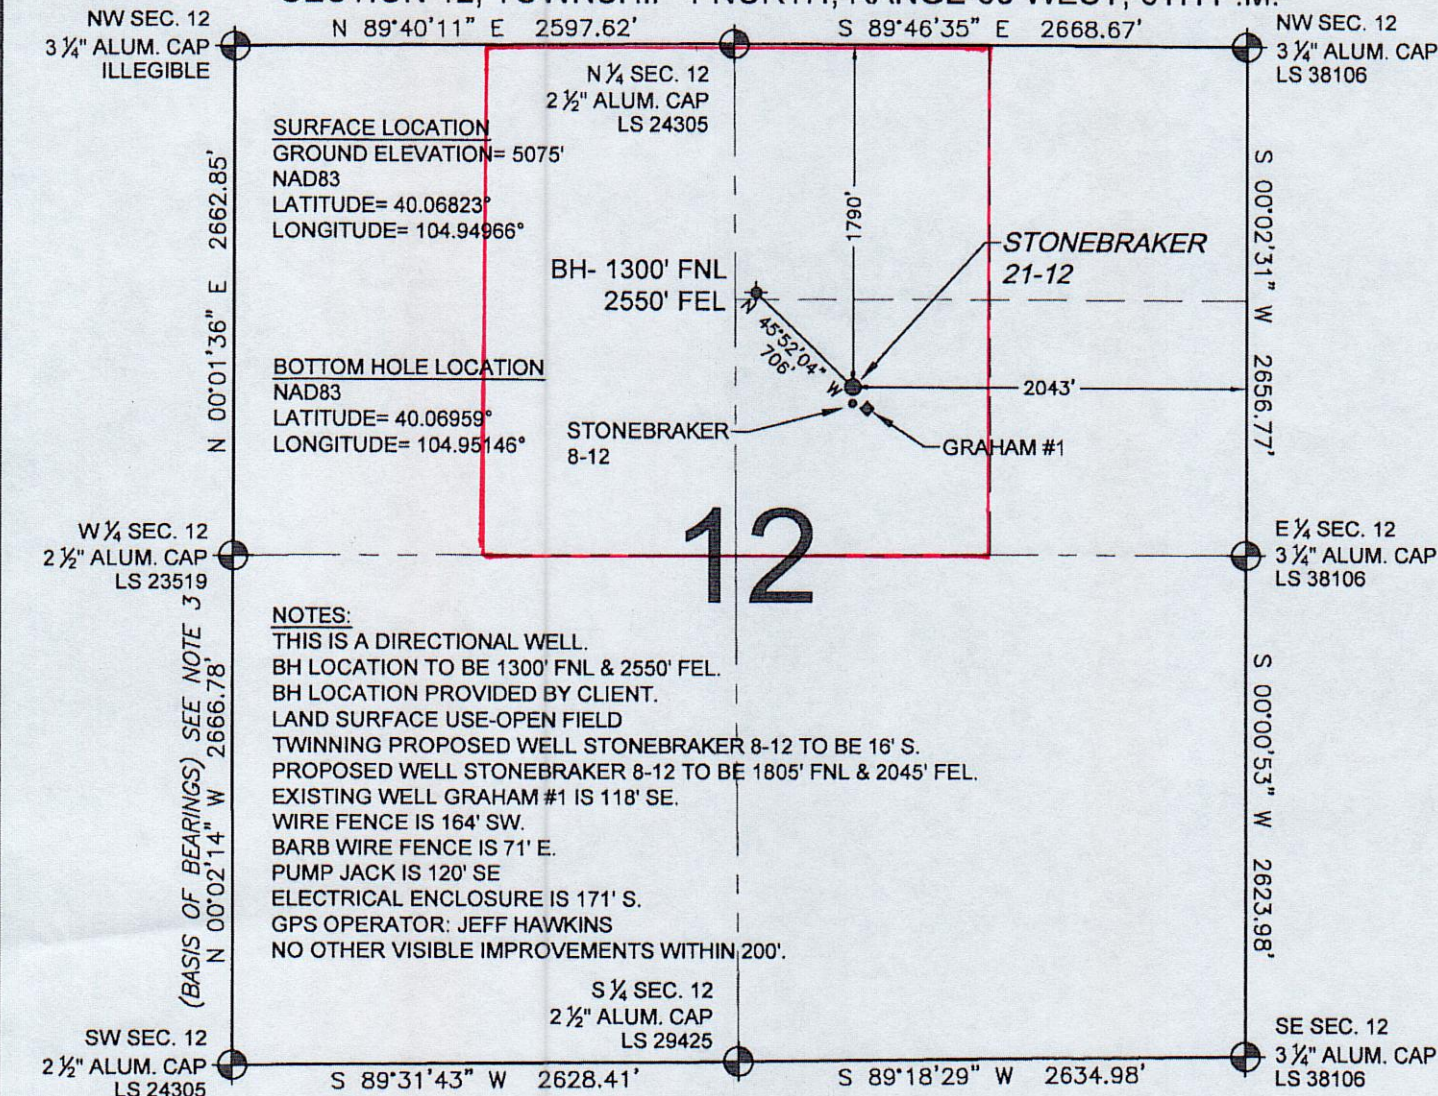 NW SEC. 12
3 ¼" ALUM. CAP
ILLEGIBLE
N 89°40'11" E 2597.62'
S 89°46'35" E 2668.67'
NW SEC. 12
3 ¼" ALUM. CAP
LS 38106
N ¼ SEC. 12
2 ½" ALUM. CAP
LS 24305
SURFACE LOCATION
GROUND ELEVATION= 5075'
NAD83
LATITUDE= 40.06823°
LONGITUDE= 104.94966°
N 00°01'36" E 2662.85'
1790'
STONEBRAKER
21-12
BH- 1300' FNL
2550' FEL
N 45°52'04" W
706'
S 00°02'31" W 2656.77'
BOTTOM HOLE LOCATION
NAD83
LATITUDE= 40.06959°
LONGITUDE= 104.95146°
2043'
STONEBRAKER
8-12
GRAHAM #1
12
W ¼ SEC. 12
2 ½" ALUM. CAP
LS 23519
E ¼ SEC. 12
3 ¼" ALUM. CAP
LS 38106
NOTES:
THIS IS A DIRECTIONAL WELL.
BH LOCATION TO BE 1300' FNL & 2550' FEL.
BH LOCATION PROVIDED BY CLIENT.
LAND SURFACE USE-OPEN FIELD
TWINNING PROPOSED WELL STONEBRAKER 8-12 TO BE 16' S.
PROPOSED WELL STONEBRAKER 8-12 TO BE 1805' FNL & 2045' FEL.
EXISTING WELL GRAHAM #1 IS 118' SE.
WIRE FENCE IS 164' SW.
BARB WIRE FENCE IS 71' E.
PUMP JACK IS 120' SE
ELECTRICAL ENCLOSURE IS 171' S.
GPS OPERATOR: JEFF HAWKINS
NO OTHER VISIBLE IMPROVEMENTS WITHIN 200'.
(BASIS OF BEARINGS) SEE NOTE 3
N 00°02'14" W 2666.78'
S 00°00'53" W 2623.98'
S ¼ SEC. 12
2 ½" ALUM. CAP
LS 29425
SW SEC. 12
2 ½" ALUM. CAP
LS 24305
S 89°31'43" W 2628.41'
S 89°18'29" W 2634.98'
SE SEC. 12
3 ¼" ALUM. CAP
LS 38106